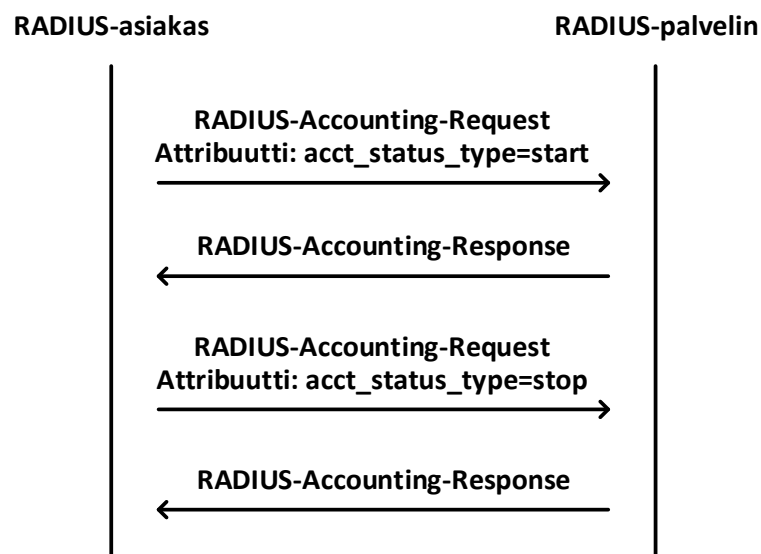 RADIUS-asiakas
RADIUS-palvelin
RADIUS-Accounting-Request
Attribuutti: acct_status_type=start
RADIUS-Accounting-Response
RADIUS-Accounting-Request
Attribuutti: acct_status_type=stop
RADIUS-Accounting-Response